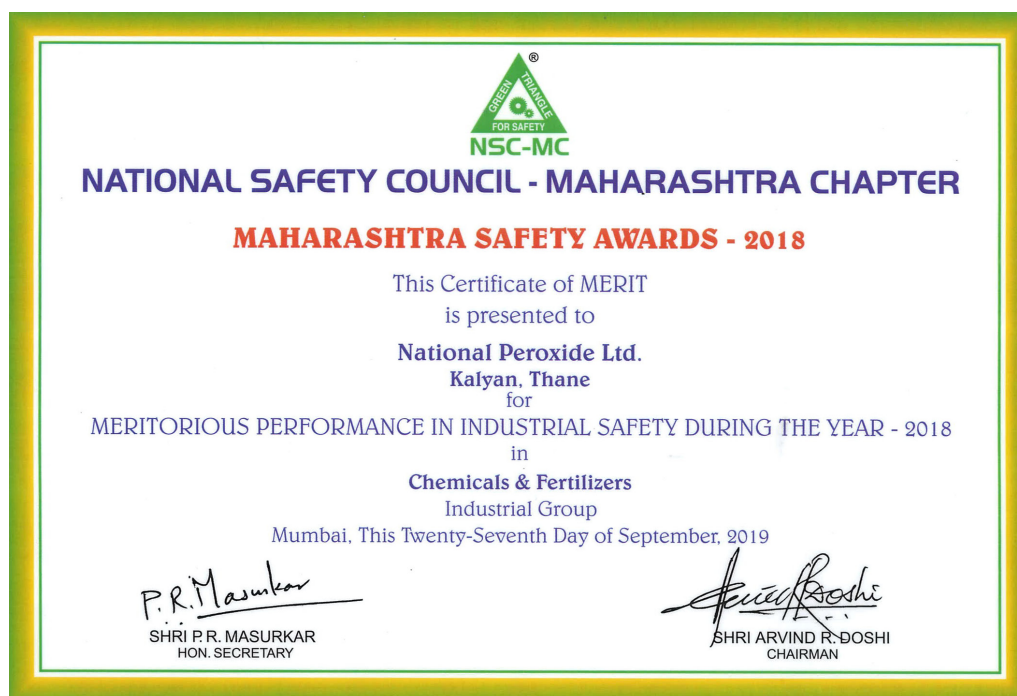 ®
GREEN TRIANGLE
FOR SAFETY
NSC-MC
NATIONAL SAFETY COUNCIL - MAHARASHTRA CHAPTER
MAHARASHTRA SAFETY AWARDS - 2018
This Certificate of MERIT
is presented to
National Peroxide Ltd.
Kalyan, Thane
for
MERITORIOUS PERFORMANCE IN INDUSTRIAL SAFETY DURING THE YEAR - 2018
in
Chemicals & Fertilizers
Industrial Group
Mumbai, This Twenty-Seventh Day of September, 2019
P.R.Masurkar
SHRI P. R. MASURKAR
HON. SECRETARY
SHRI ARVIND R. DOSHI
CHAIRMAN